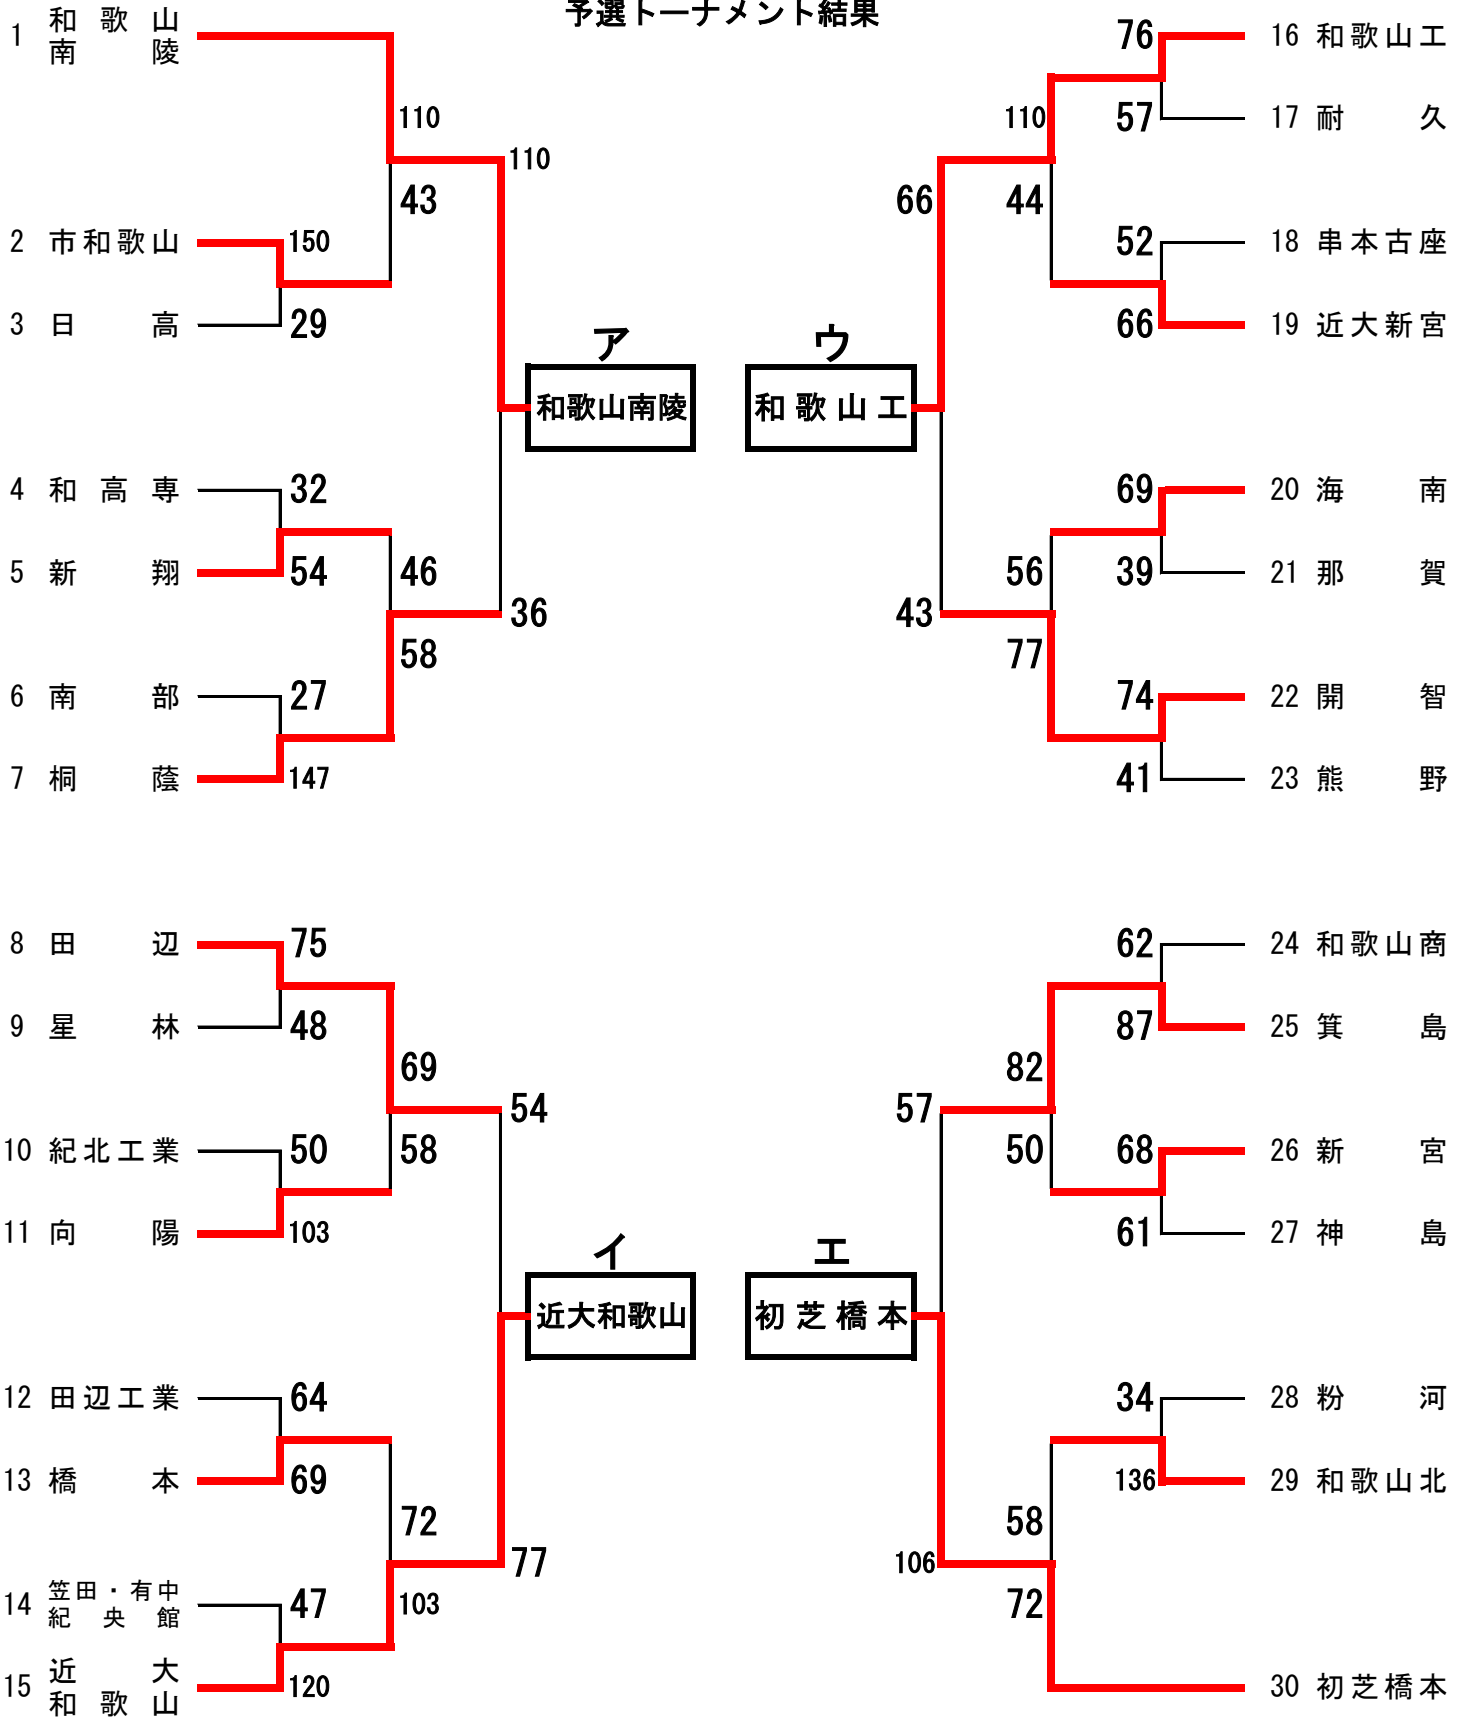 予選トーナメント結果
1 和歌山南陵
110
110
43
2 市和歌山 150
3 日高 29
ア
和歌山南陵
4 和高専 32
5 新翔 54
46
36
58
6 南部 27
7 桐蔭 147
8 田辺 75
9 星林 48
69
54
58
10 紀北工業 50
11 向陽 103
イ
近大和歌山
12 田辺工業 64
13 橋本 69
72
77
103
14 笠田・有中紀央館 47
15 近大和歌山 120
76 16 和歌山工
57 17 耐久
110
66
44
52 18 串本古座
66 19 近大新宮
ウ
和歌山工
69 20 海南
39 21 那賀
56
43
77
74 22 開智
41 23 熊野
62 24 和歌山商
87 25 箕島
82
57
50
68 26 新宮
61 27 神島
エ
初芝橋本
34 28 粉河
136 29 和歌山北
58
106
72
30 初芝橋本